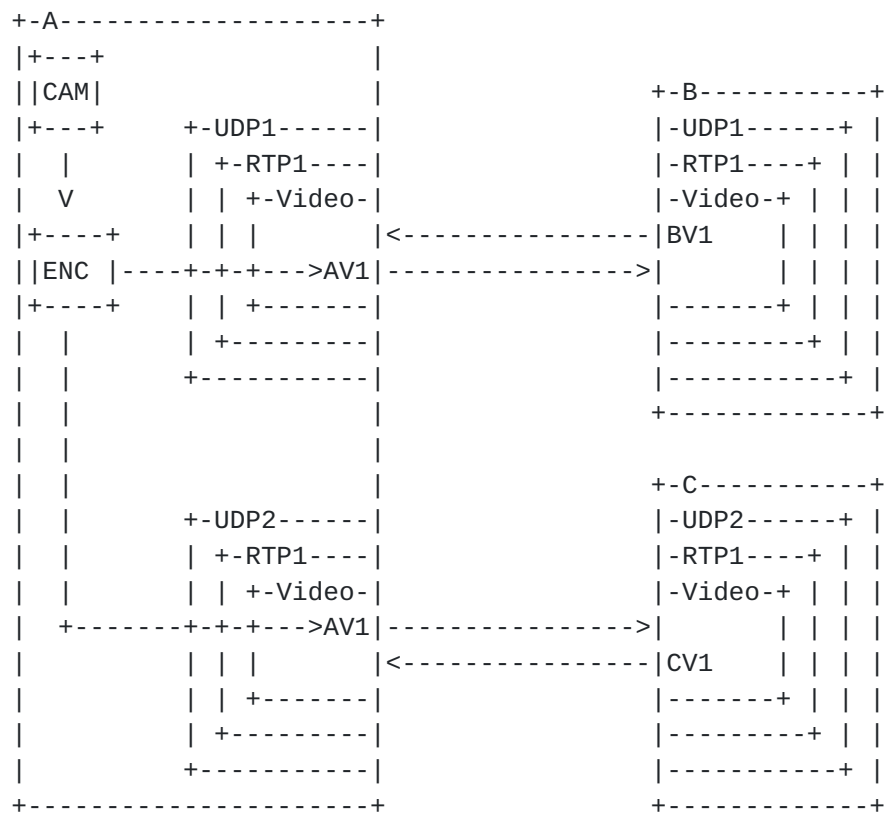 +-A--------------------+
|+---+                 |
||CAM|                 |                 +-B-----------+
|+---+     +-UDP1------|                 |-UDP1------+ |
|  |       | +-RTP1----|                 |-RTP1----+ | |
|  V       | | +-Video-|                 |-Video-+ | | |
|+----+    | | |       |<----------------|BV1    | | | |
||ENC |----+-+-+--->AV1|---------------->|       | | | |
|+----+    | | +-------|                 |-------+ | | |
|  |       | +---------|                 |---------+ | |
|  |       +-----------|                 |-----------+ |
|  |                   |                 +-------------+
|  |                   |
|  |                   |                 +-C-----------+
|  |       +-UDP2------|                 |-UDP2------+ |
|  |       | +-RTP1----|                 |-RTP1----+ | |
|  |       | | +-Video-|                 |-Video-+ | | |
|  +-------+-+-+--->AV1|---------------->|       | | | |
|          | | |       |<----------------|CV1    | | | |
|          | | +-------|                 |-------+ | | |
|          | +---------|                 |---------+ | |
|          +-----------|                 |-----------+ |
+----------------------+                 +-------------+